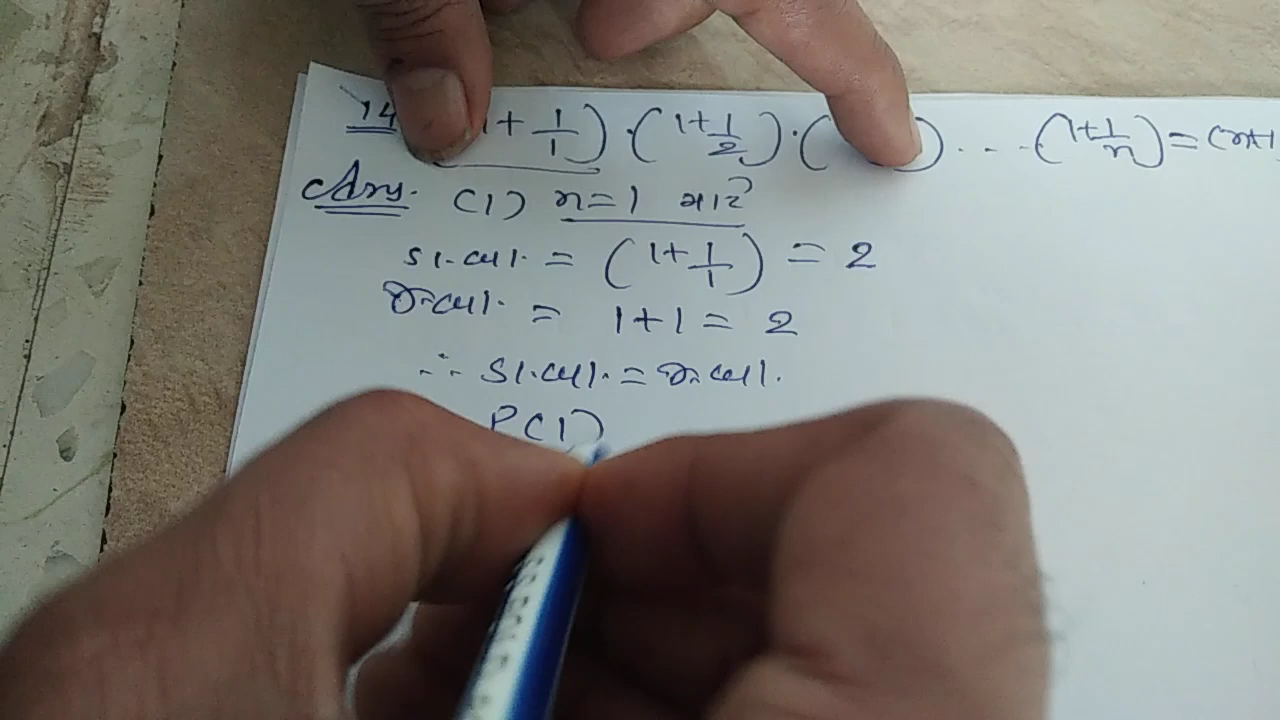 14 1+1/1)·(1+1/2)·( )...(1+1/n)=(n+1
Ans. (1) n=1 માટે
ડા.બા. = (1+1/1) = 2
જ.બા. = 1+1 = 2
∴ ડા.બા. = જ.બા.
P(1)